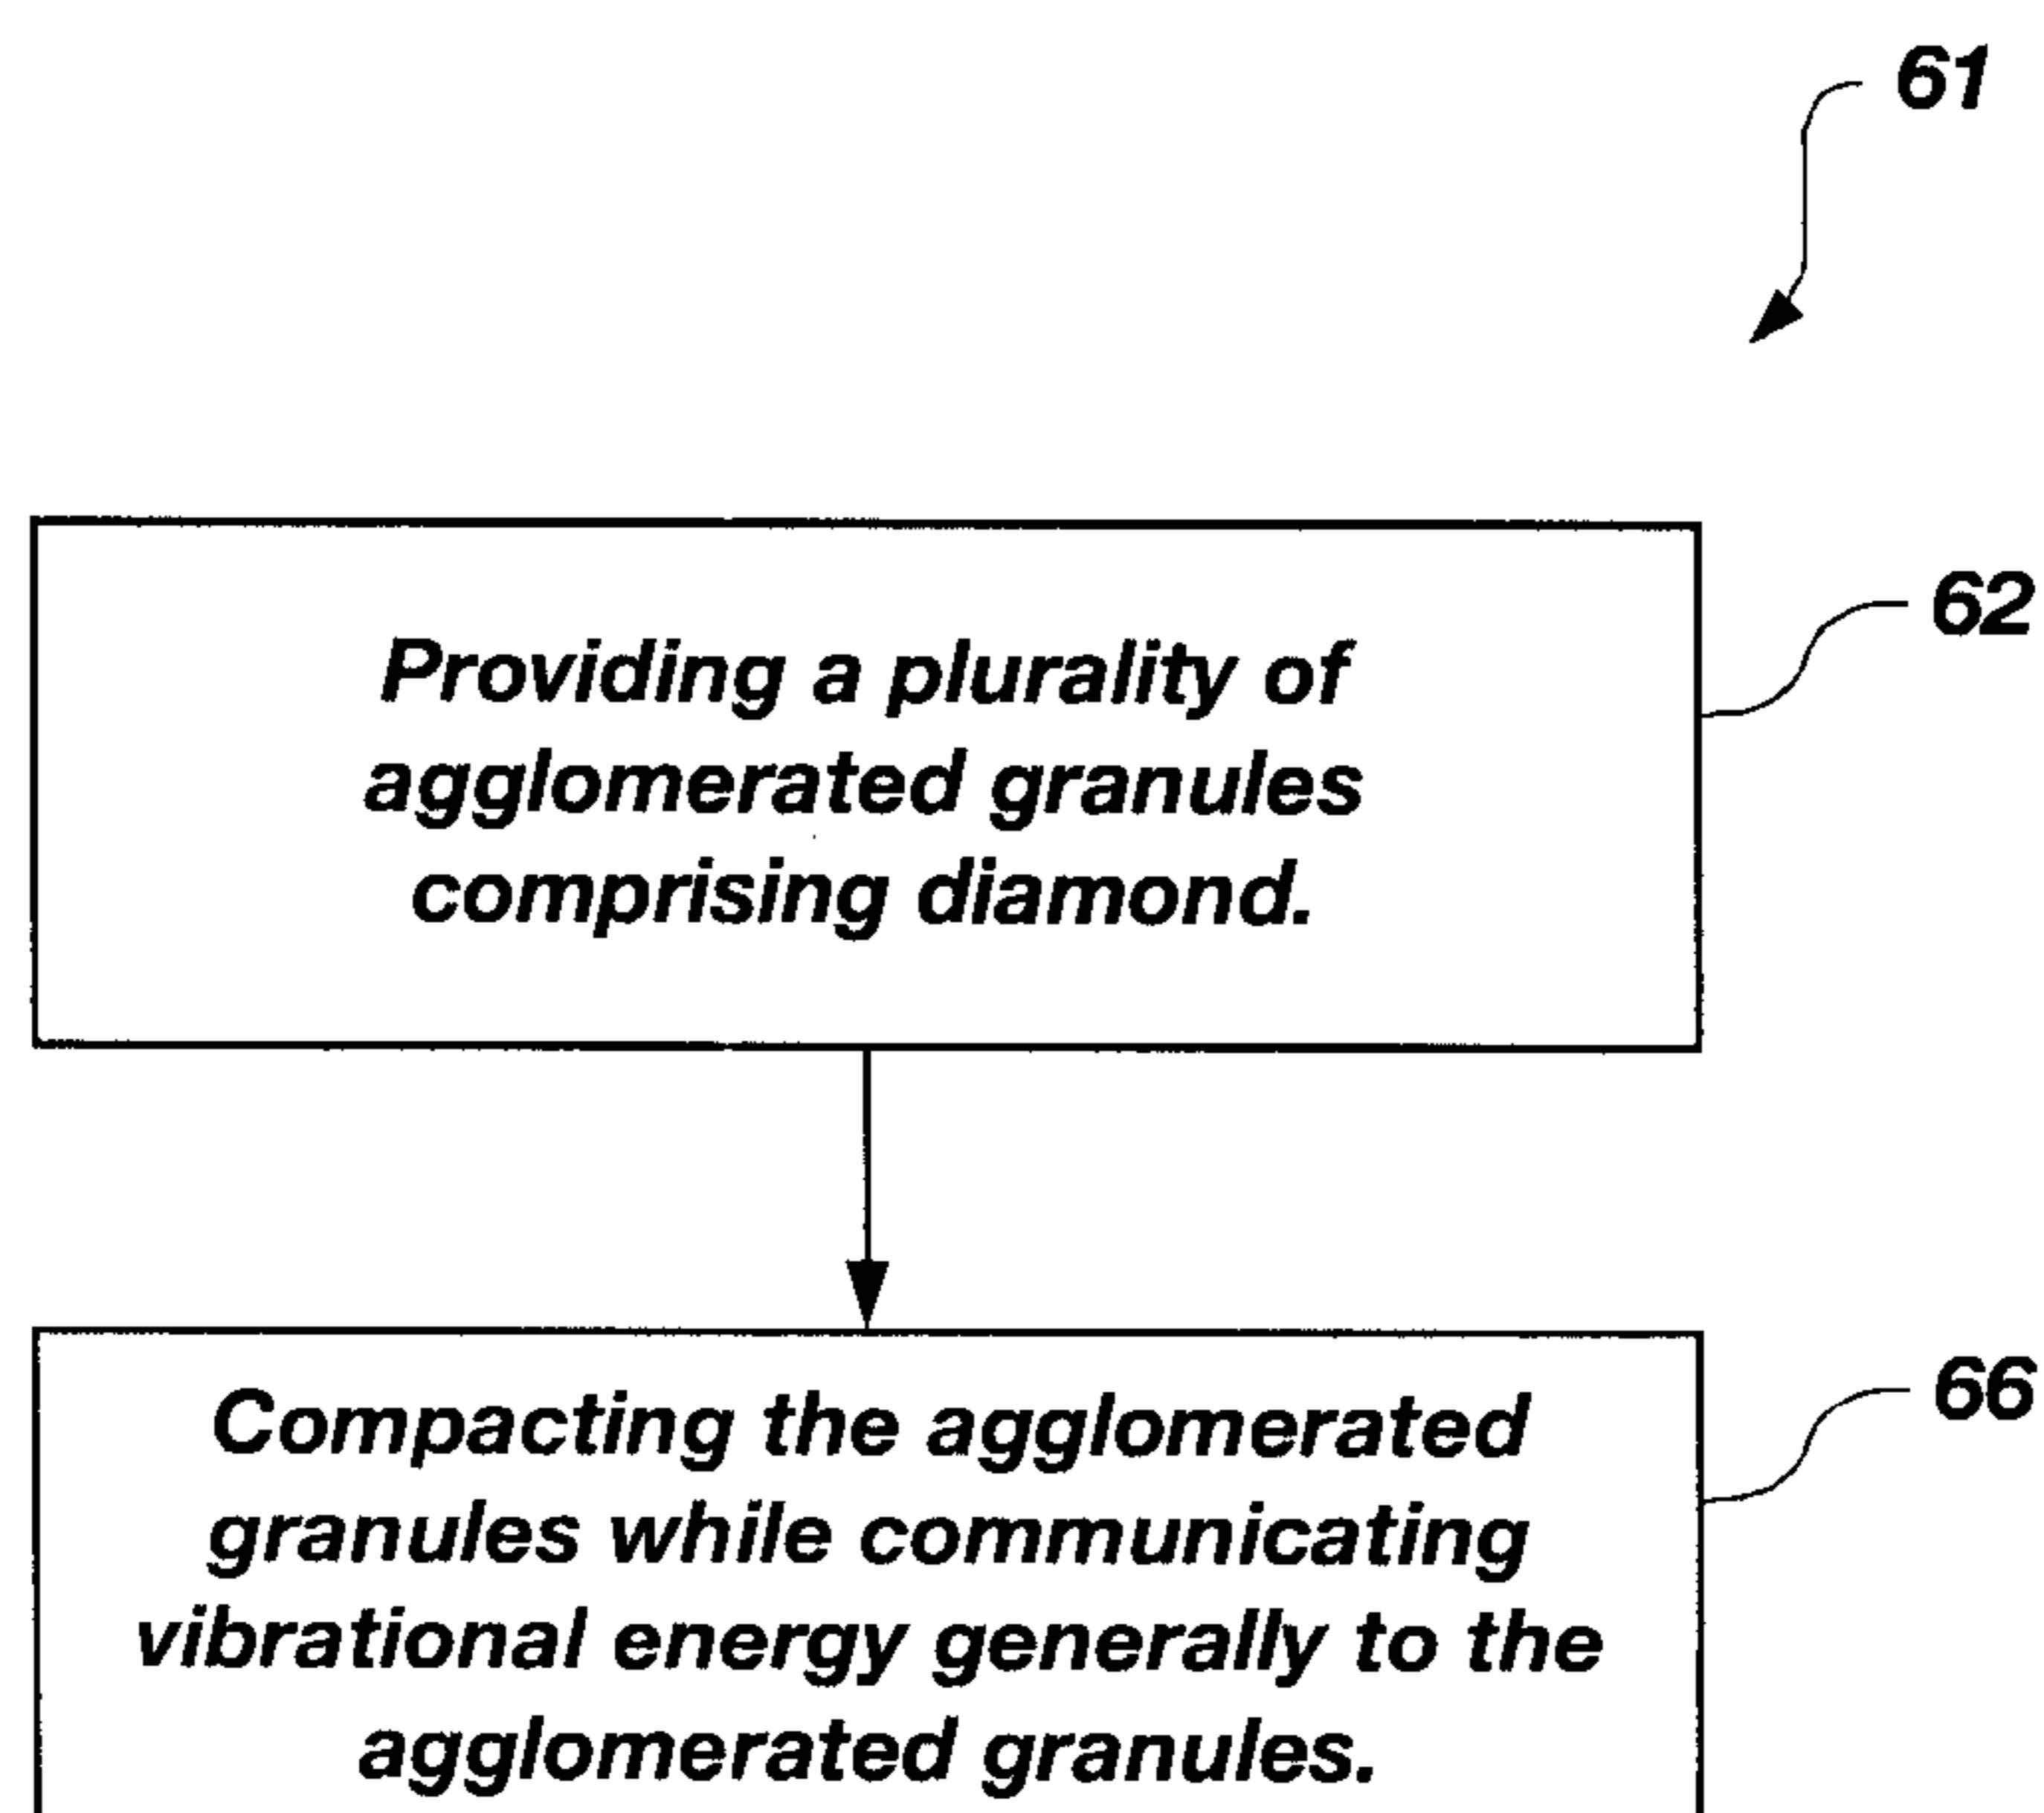 61
62
Providing a plurality of
agglomerated granules
comprising diamond.
66
Compacting the agglomerated
granules while communicating
vibrational energy generally to the
agglomerated granules.